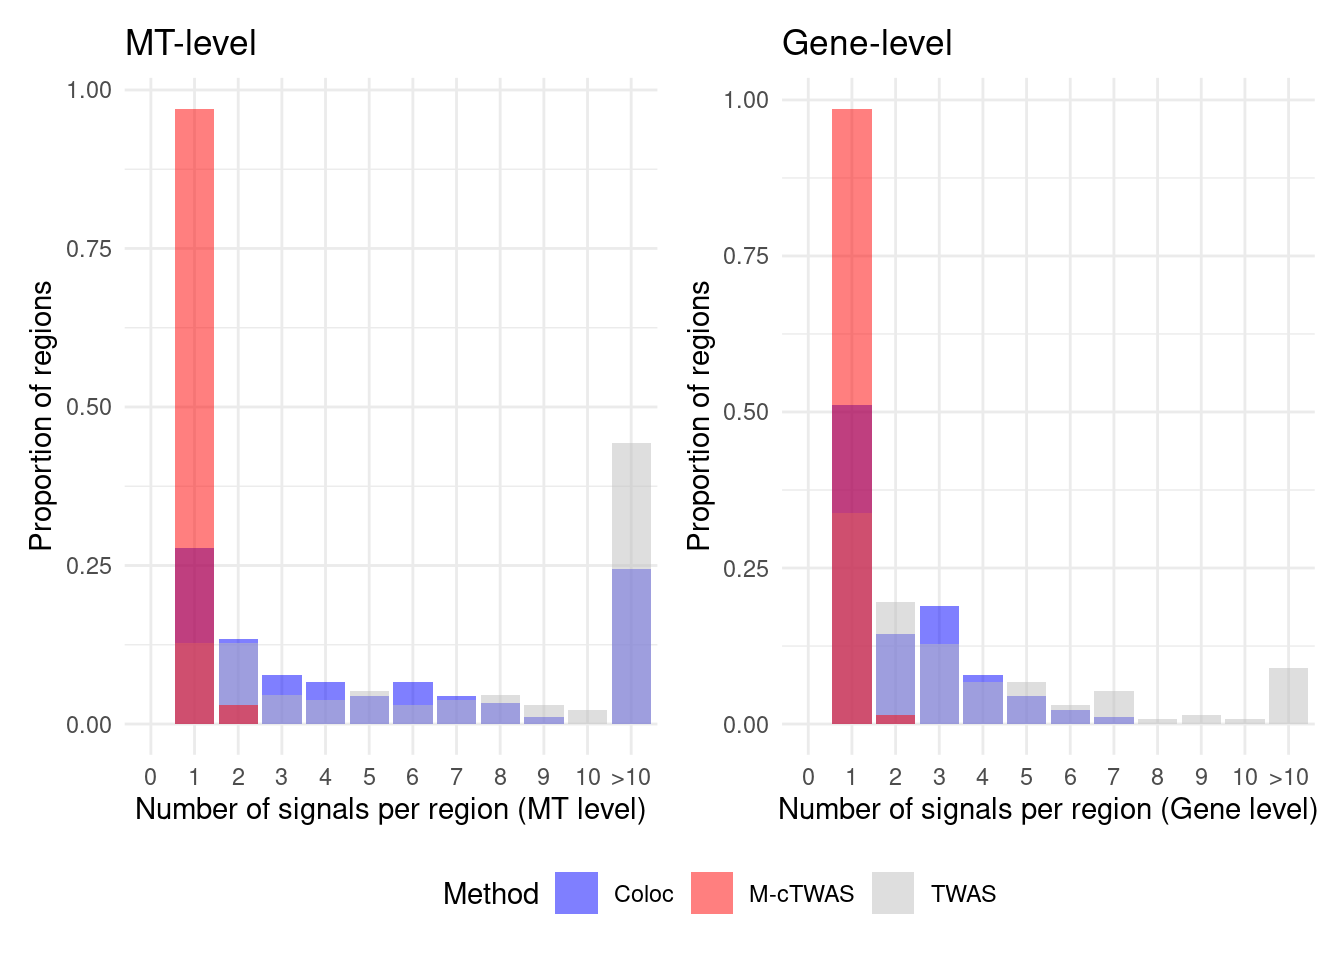 MT-level
Gene-level
Proportion of regions
1.00
0.75
0.50
0.25
0.00
0 1 2 3 4 5 6 7 8 9 10 >10
Number of signals per region (MT level)
Proportion of regions
1.00
0.75
0.50
0.25
0.00
0 1 2 3 4 5 6 7 8 9 10 >10
Number of signals per region (Gene level)
Method Coloc M-cTWAS TWAS